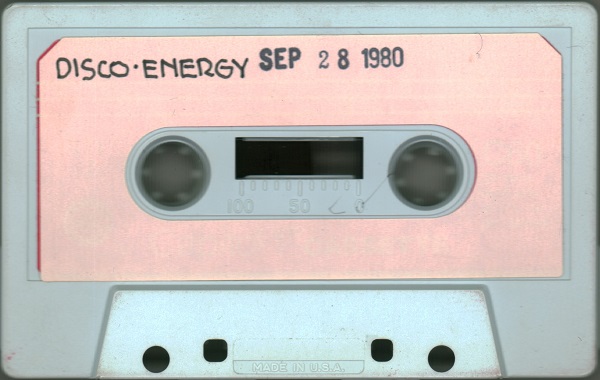 DISCO·ENERGY SEP 28 1980
100 50 0
MADE IN U.S.A.